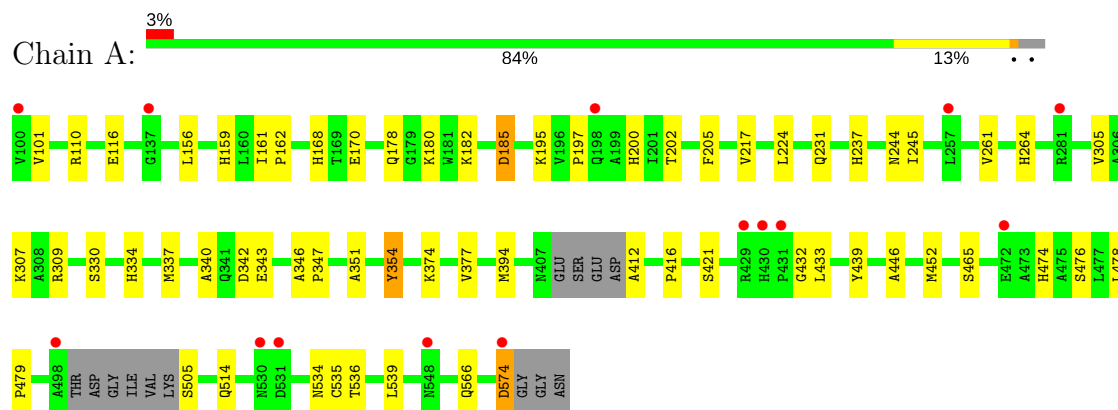 3%
Chain A:
84% 13% • •
V100 V101 R110 E116 G137 L156 H159 L160 I161 P162 H168 T169 E170 Q178 G179 K180 W181 K182 D185 K195 V196 P197 Q198 A199 H200 I201 T202 F205 V217 L224 Q231 H237 N244 I245 L257 V261 H264 R281 V305 A306
K307 A308 R309 S330 H334 M337 A340 Q341 D342 E343 A346 P347 A351 Y354 K374 V377 M394 N407 GLU SER GLU ASP A412 P416 S421 R429 H430 P431 G432 L433 Y439 A446 M452 S465 E472 A473 H474 A475 S476 L477 L478
P479 A498 THR ASP GLY ILE VAL LYS S505 Q514 N530 D531 N534 C535 T536 L539 N548 Q566 D574 GLY GLY ASN